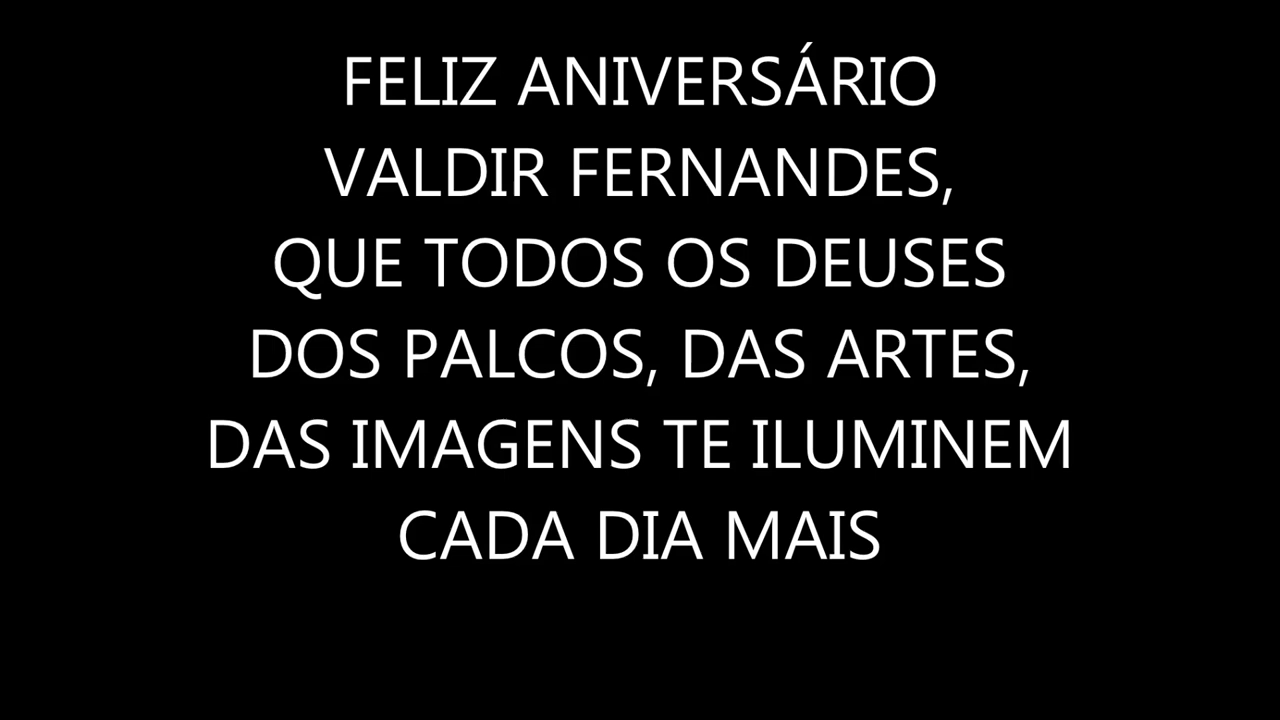 FELIZ ANIVERSÁRIO
VALDIR FERNANDES,
QUE TODOS OS DEUSES
DOS PALCOS, DAS ARTES,
DAS IMAGENS TE ILUMINEM
CADA DIA MAIS